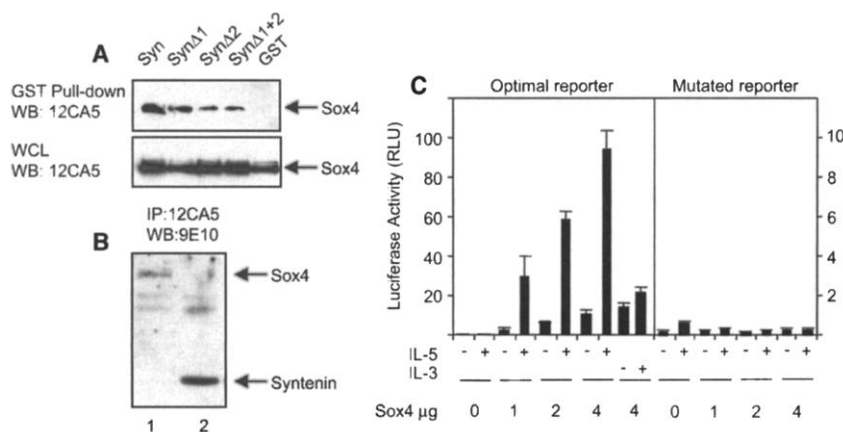 A
Syn SynΔ1 SynΔ2 SynΔ1+2 GST
GST Pull-down
WB: 12CA5
Sox4
WCL
WB: 12CA5
Sox4
IP:12CA5
WB:9E10
B
Sox4
Syntenin
1 2
C
Optimal reporter Mutated reporter
Luciferase Activity (RLU)
100
80
60
40
20
10
8
6
4
2
IL-5 - + - + - + - + - + - + - + - +
IL-3 - +
Sox4 µg 0 1 2 4 4 0 1 2 4